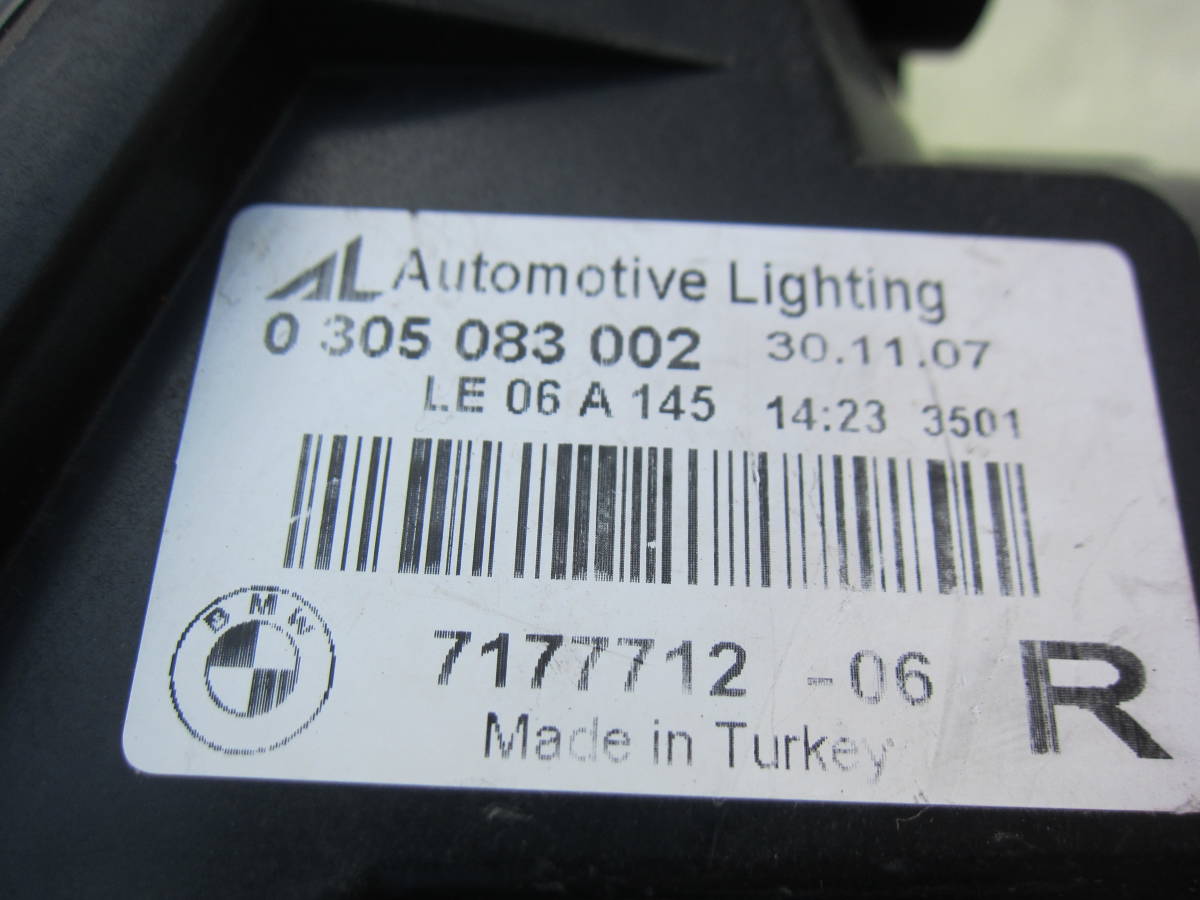 AL Automotive Lighting
0 305 083 002 30.11.07
LE 06 A 145 14:23 3501
BMW
7177712 -06 R
Made in Turkey